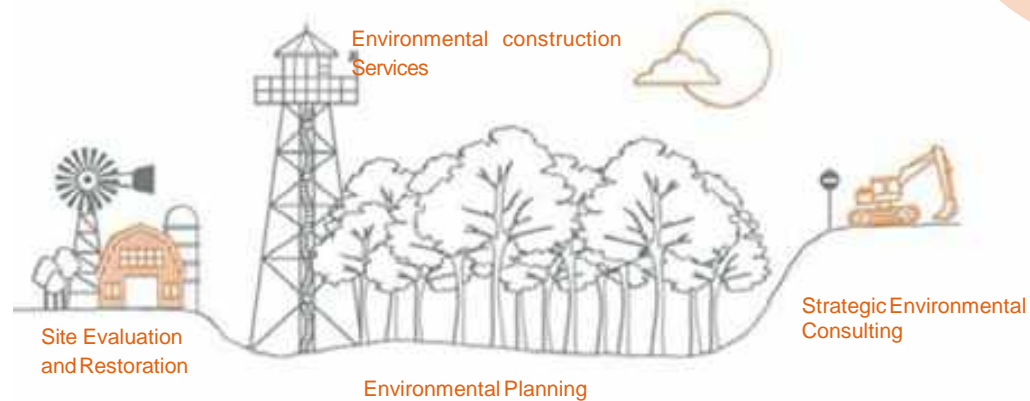 Environmental construction
Services
Strategic Environmental
Consulting
Site Evaluation
and Restoration
Environmental Planning